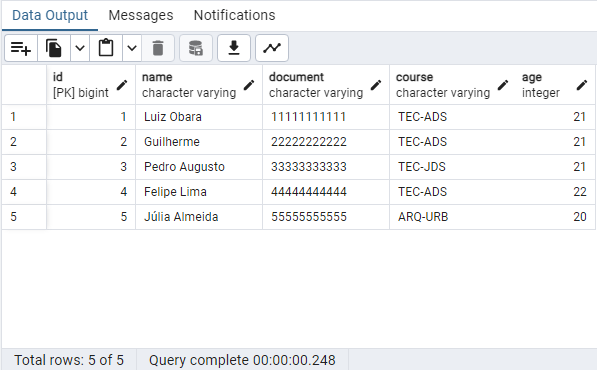 Data Output Messages Notifications
id name document course age
[PK] bigint character varying character varying character varying integer
1 1 Luiz Obara 11111111111 TEC-ADS 21
2 2 Guilherme 22222222222 TEC-ADS 21
3 3 Pedro Augusto 33333333333 TEC-JDS 21
4 4 Felipe Lima 44444444444 TEC-ADS 22
5 5 Júlia Almeida 55555555555 ARQ-URB 20
Total rows: 5 of 5 Query complete 00:00:00.248